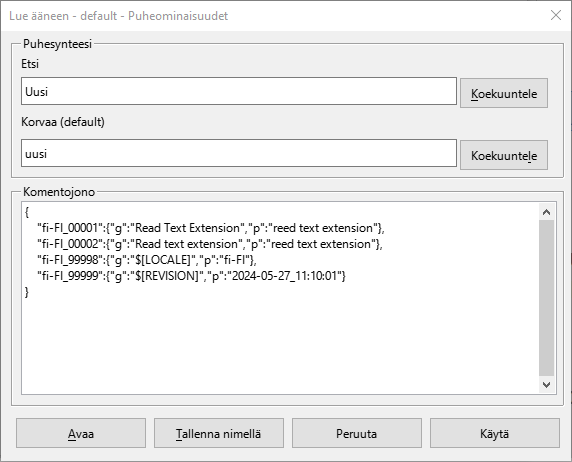 Lue ääneen - default - Puheominaisuudet
Puhesynteesi
Etsi
Uusi
Koekuuntele
Korvaa (default)
uusi
Koekuuntele
Komentojono
{
"fi-FI_00001":{"g":"Read Text Extension","p":"reed text extension"},
"fi-FI_00002":{"g":"Read text extension","p":"reed text extension"},
"fi-FI_99998":{"g":"$[LOCALE]","p":"fi-FI"},
"fi-FI_99999":{"g":"$[REVISION]","p":"2024-05-27_11:10:01"}
}
Avaa
Tallenna nimellä
Peruuta
Käytä